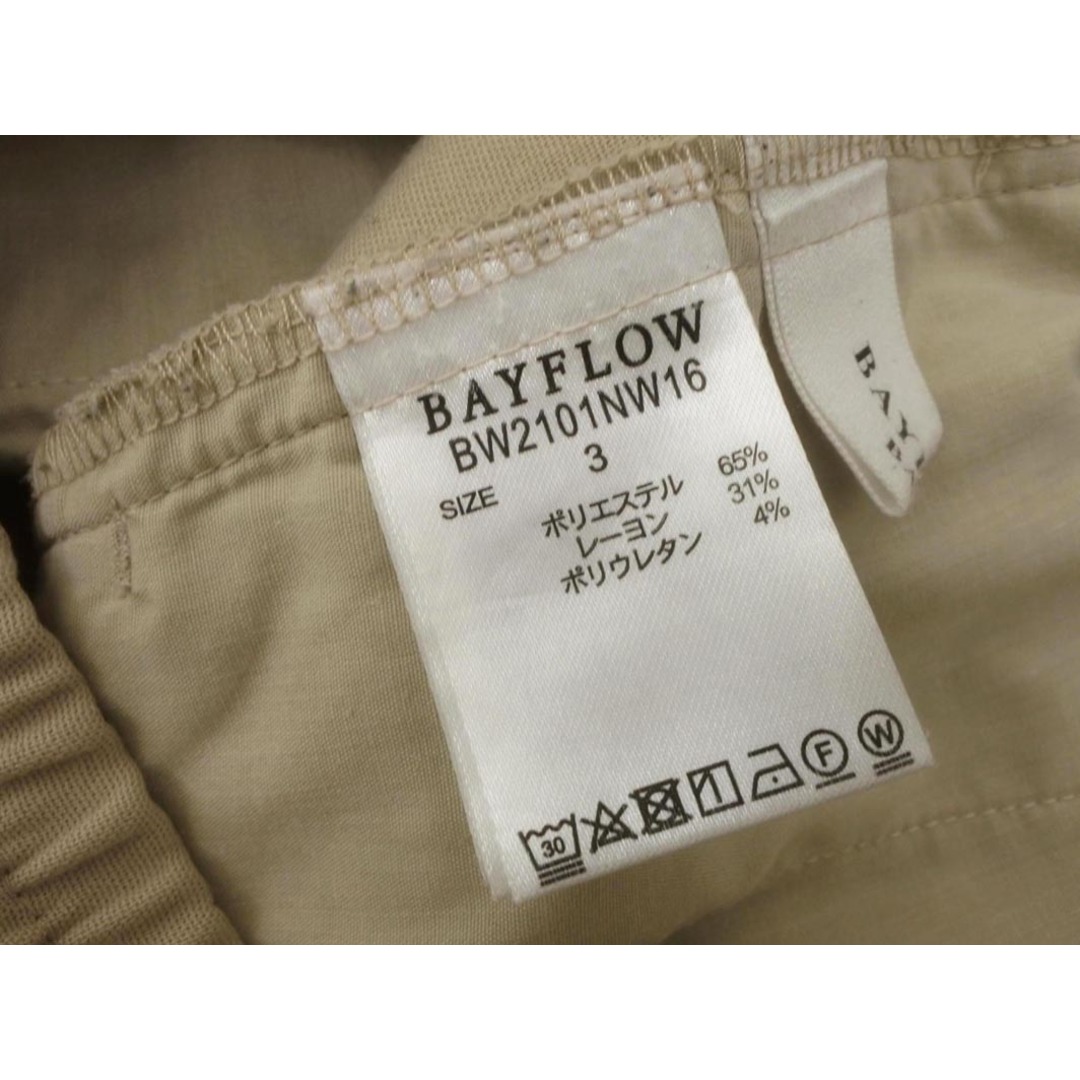 BAYFLOW
BW2101NW16
SIZE 3
ポリエステル 65%
レーヨン 31%
ポリウレタン 4%
30
F
W
BAY